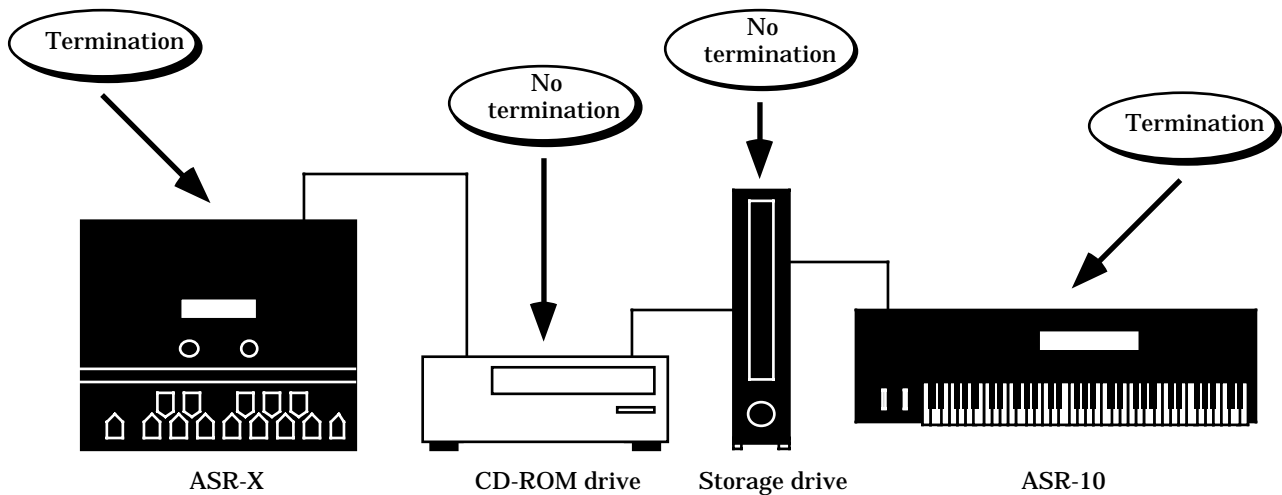 Termination
No
termination
No
termination
Termination
ASR-X
CD-ROM drive
Storage drive
ASR-10